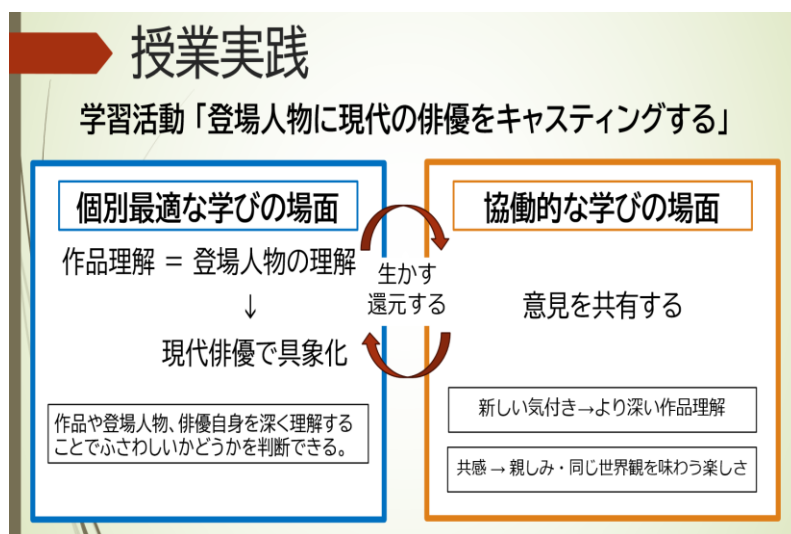 授業実践
学習活動「登場人物に現代の俳優をキャスティングする」
個別最適な学びの場面
作品理解 ＝ 登場人物の理解
↓
現代俳優で具象化
作品や登場人物、俳優自身を深く理解する
ことでふさわしいかどうかを判断できる。
生かす
還元する
協働的な学びの場面
意見を共有する
新しい気付き→より深い作品理解
共感 → 親しみ・同じ世界観を味わう楽しさ